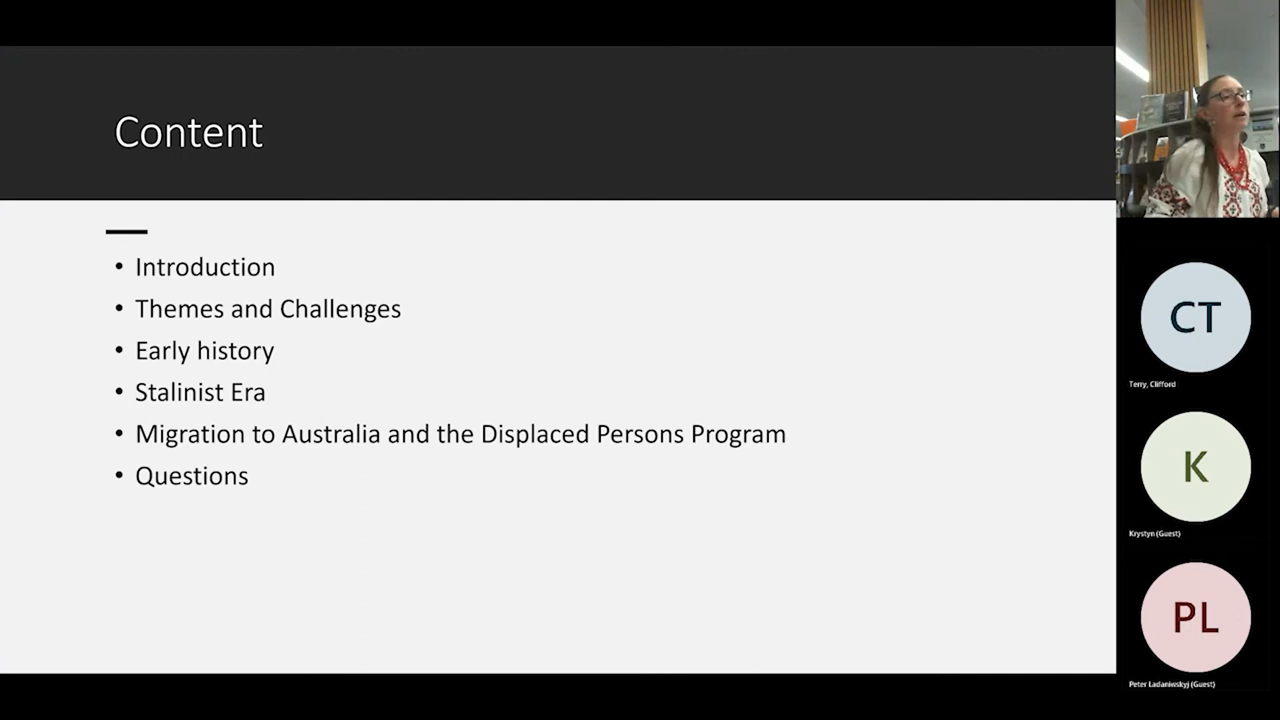 Content
Introduction
Themes and Challenges
Early history
Stalinist Era
Migration to Australia and the Displaced Persons Program
Questions
CT
Terry, Clifford
K
Krystyn (Guest)
PL
Peter Ladaniwskyj (Guest)